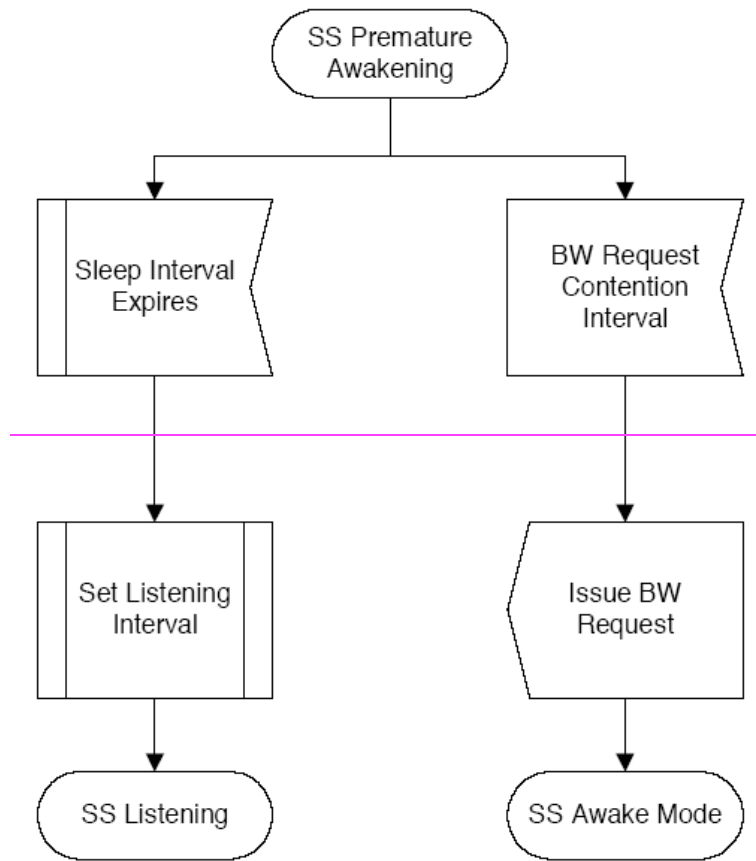 SS Premature
Awakening
Sleep Interval
Expires
BW Request
Contention
Interval
Set Listening
Interval
Issue BW
Request
SS Listening
SS Awake Mode